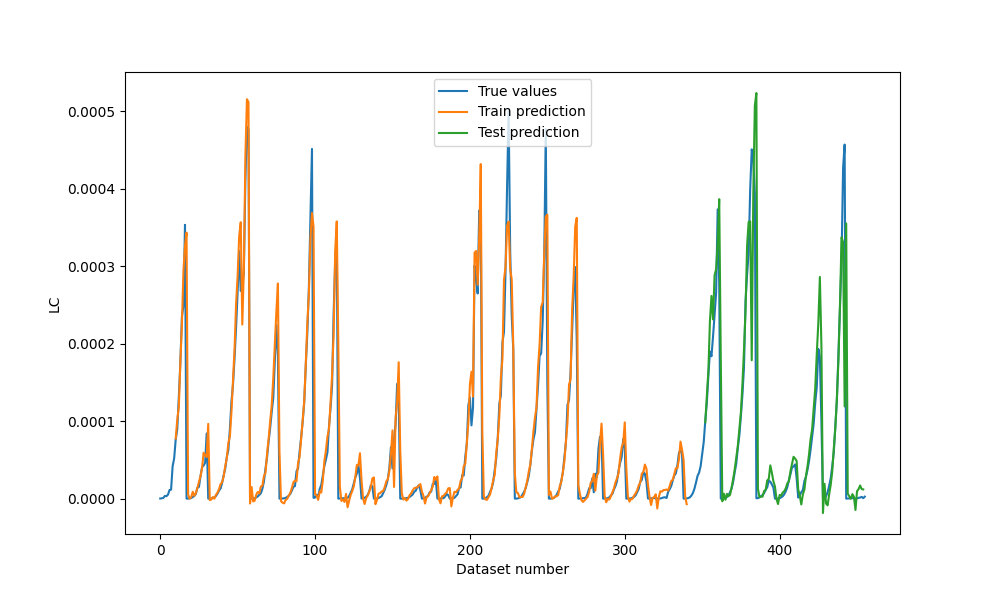 True values
Train prediction
Test prediction
0.0005
0.0004
0.0003
0.0002
0.0001
0.0000
LC
0
100
200
300
400
Dataset number